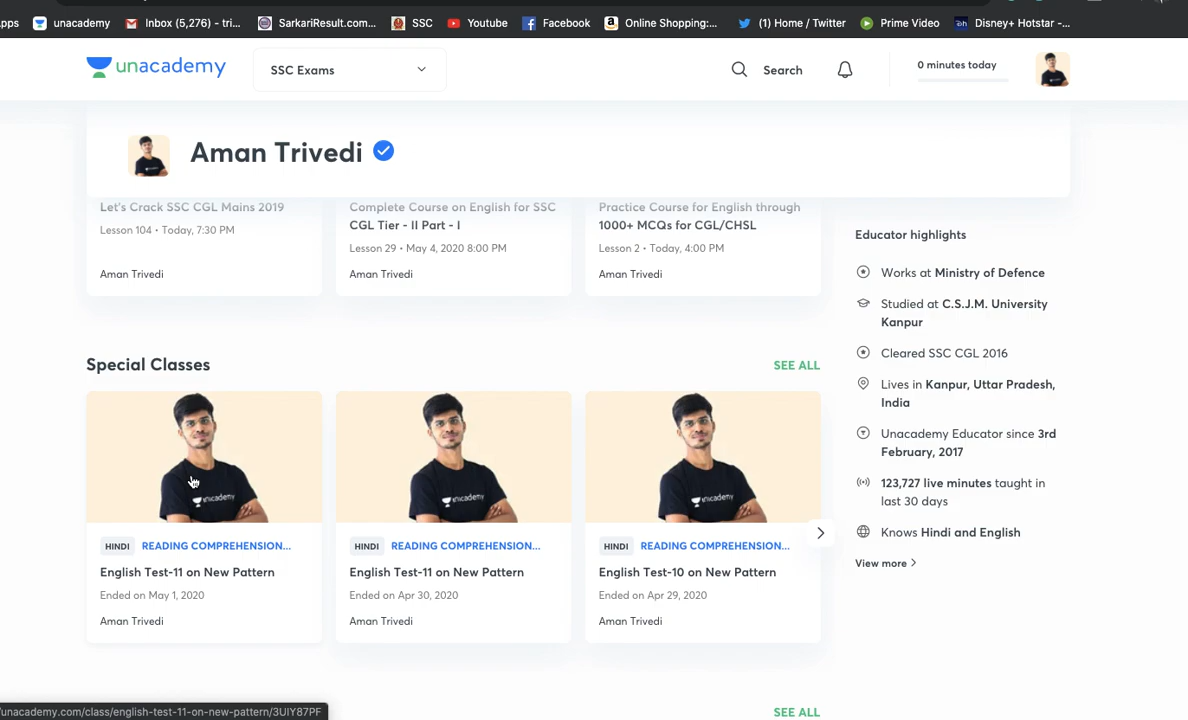 pps unacademy Inbox (5,276) - tri... SarkariResult.com... SSC Youtube Facebook Online Shopping:... (1) Home / Twitter Prime Video Disney+ Hotstar -...
unacademy SSC Exams Search 0 minutes today
Aman Trivedi
Let's Crack SSC CGL Mains 2019
Lesson 104 • Today, 7:30 PM
Aman Trivedi
Complete Course on English for SSC
CGL Tier - II Part - I
Lesson 29 • May 4, 2020 8:00 PM
Aman Trivedi
Practice Course for English through
1000+ MCQs for CGL/CHSL
Lesson 2 • Today, 4:00 PM
Aman Trivedi
Educator highlights
Works at Ministry of Defence
Studied at C.S.J.M. University
Kanpur
Cleared SSC CGL 2016
Lives in Kanpur, Uttar Pradesh,
India
Unacademy Educator since 3rd
February, 2017
123,727 live minutes taught in
last 30 days
Knows Hindi and English
View more
Special Classes SEE ALL
unacademy
HINDI READING COMPREHENSION...
English Test-11 on New Pattern
Ended on May 1, 2020
Aman Trivedi
unacademy
HINDI READING COMPREHENSION...
English Test-11 on New Pattern
Ended on Apr 30, 2020
Aman Trivedi
unacademy
HINDI READING COMPREHENSION...
English Test-10 on New Pattern
Ended on Apr 29, 2020
Aman Trivedi
SEE ALL
/unacademy.com/class/english-test-11-on-new-pattern/3UIY87PF